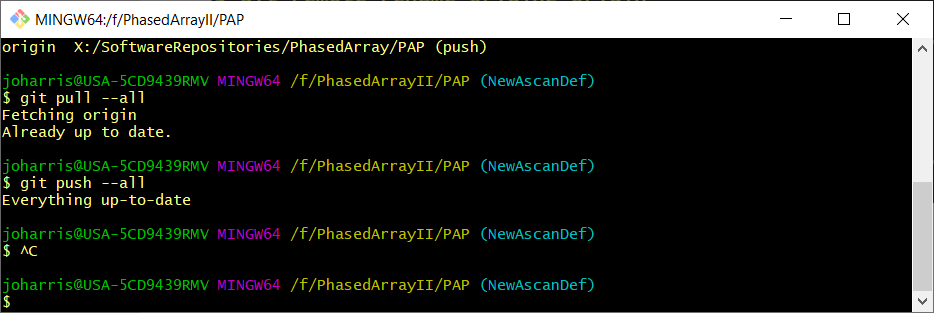 MINGW64:/f/PhasedArrayII/PAP
origin  X:/SoftwareRepositories/PhasedArray/PAP (push)
joharris@USA-5CD9439RMV MINGW64 /f/PhasedArrayII/PAP (NewAscanDef)
$ git pull --all
Fetching origin
Already up to date.
joharris@USA-5CD9439RMV MINGW64 /f/PhasedArrayII/PAP (NewAscanDef)
$ git push --all
Everything up-to-date
joharris@USA-5CD9439RMV MINGW64 /f/PhasedArrayII/PAP (NewAscanDef)
$ ^C
joharris@USA-5CD9439RMV MINGW64 /f/PhasedArrayII/PAP (NewAscanDef)
$